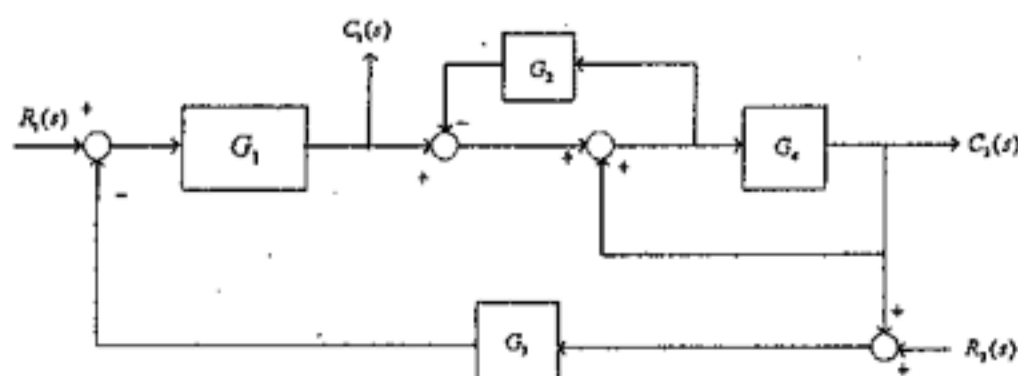 C₁(s)
G₂
R₁(s)
+
G₁
−
+
+
+
G₄
C₂(s)
−
G₃
+
+
R₂(s)